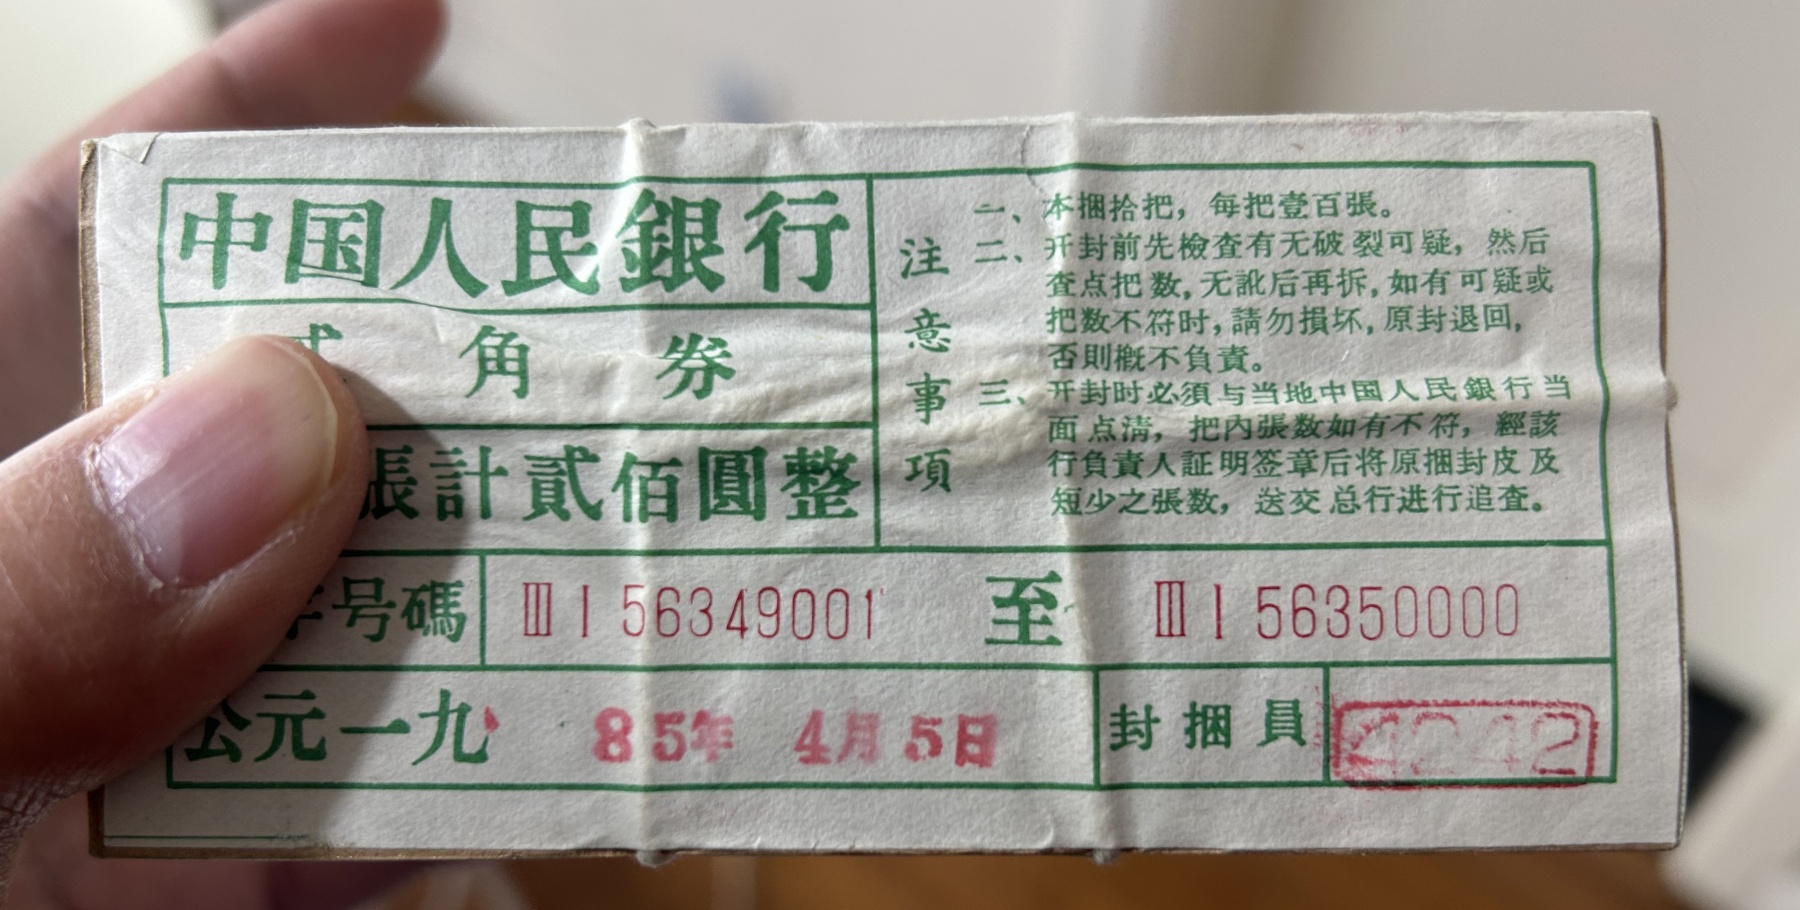 中国人民銀行
角券
張計貳佰圓整
注意事項
一、本捆拾把，每把壹百張。
二、开封前先檢查有无破裂可疑，然后
查点把数，无訛后再拆，如有可疑或
把数不符时，請勿損坏，原封退回，
否則概不負責。
三、开封时必須与当地中国人民銀行当
面点清，把内張数如有不符，經該
行負責人証明签章后将原捆封皮及
短少之張数，送交总行进行追查。
号碼 Ⅲ Ⅰ 56349001 至 Ⅲ Ⅰ 56350000
公元一九85年 4月5日 封捆員